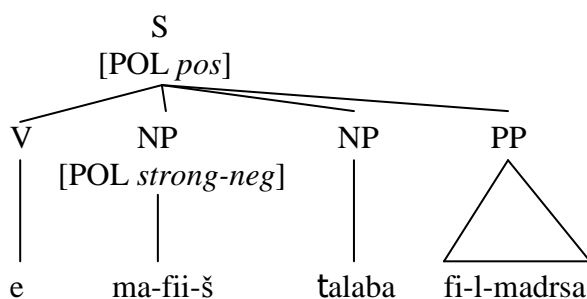 S
[POL pos]
V NP NP PP
[POL strong-neg]
e ma-fii-š talaba fi-l-madrsa